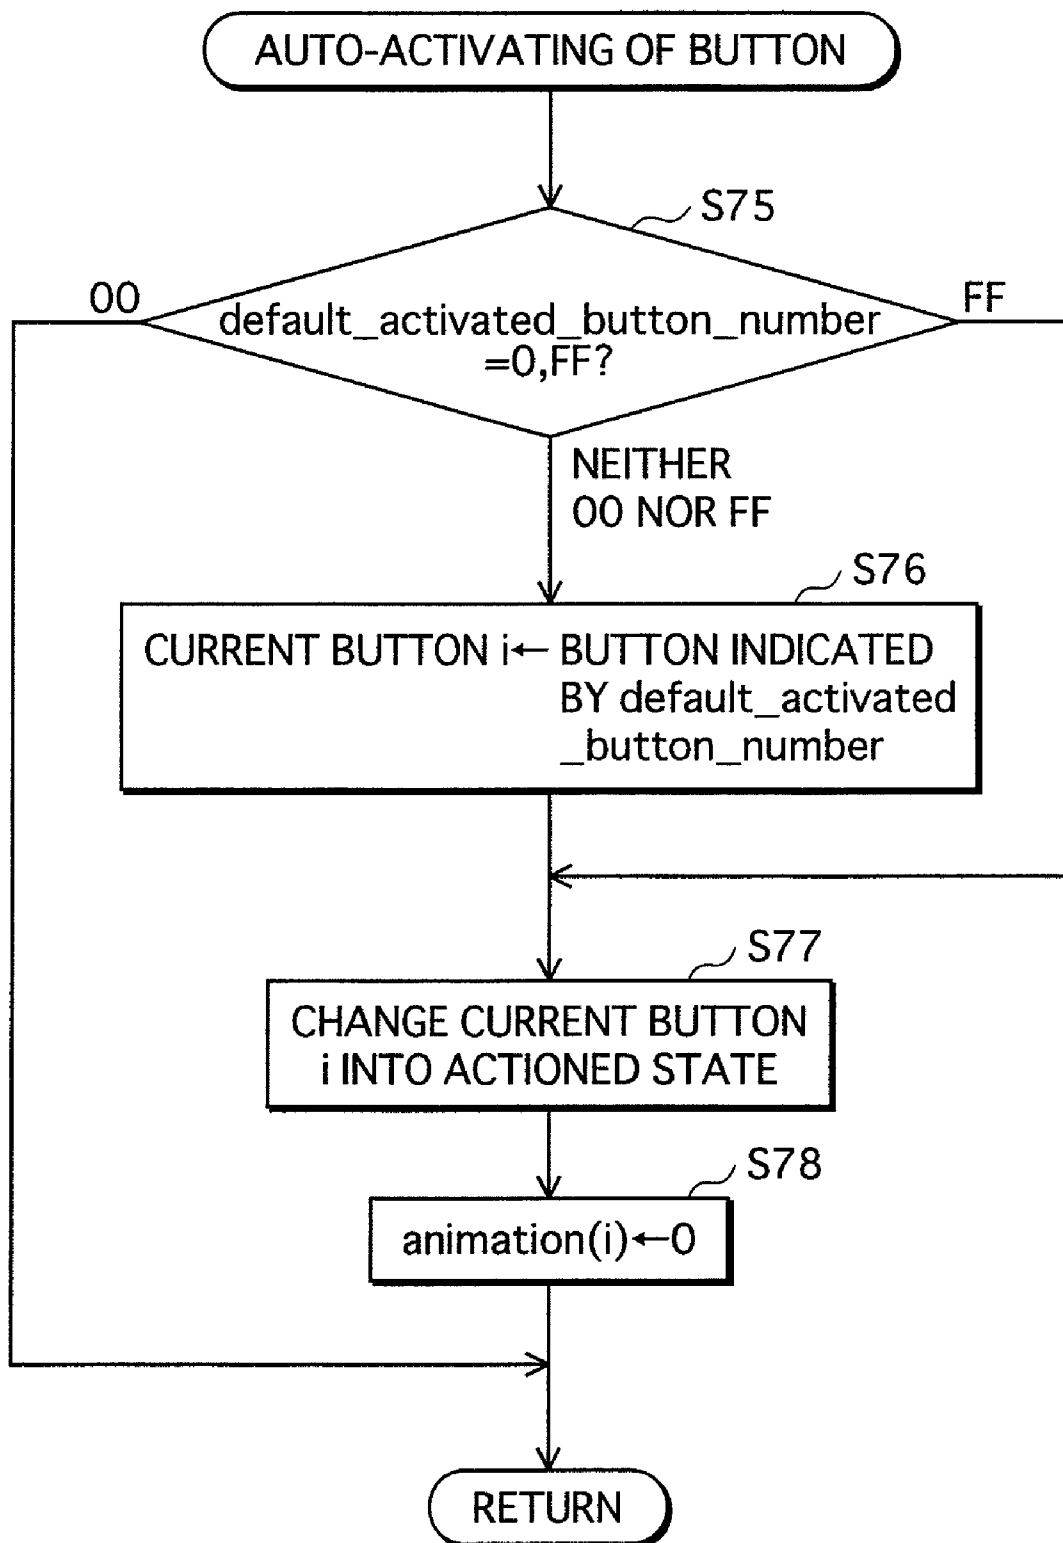 AUTO-ACTIVATING OF BUTTON
S75
00
FF
default_activated_button_number
=0,FF?
NEITHER
00 NOR FF
S76
CURRENT BUTTON i← BUTTON INDICATED
BY default_activated
_button_number
S77
CHANGE CURRENT BUTTON
i INTO ACTIONED STATE
S78
animation(i)←0
RETURN